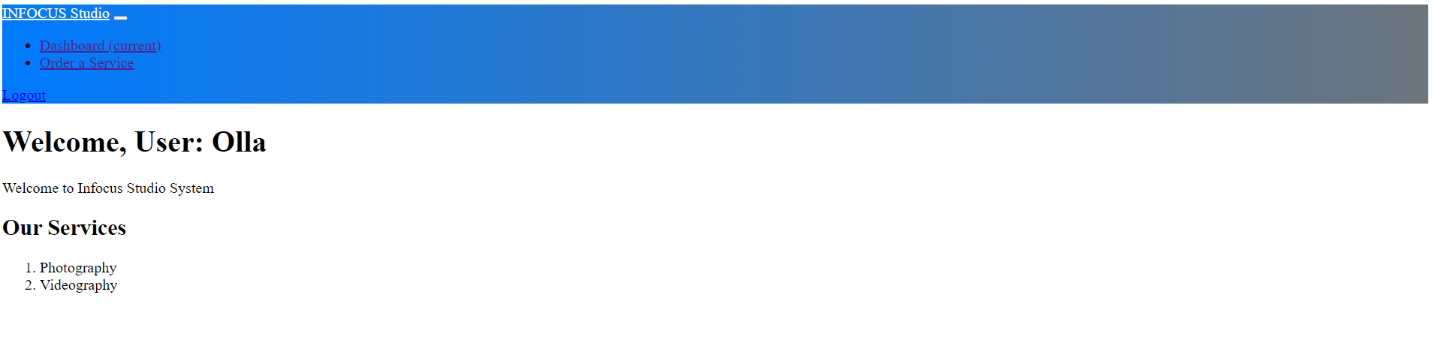 INFOCUS Studio
Dashboard (current)
Order a Service
Logout
Welcome, User: Olla
Welcome to Infocus Studio System
Our Services
1. Photography
2. Videography